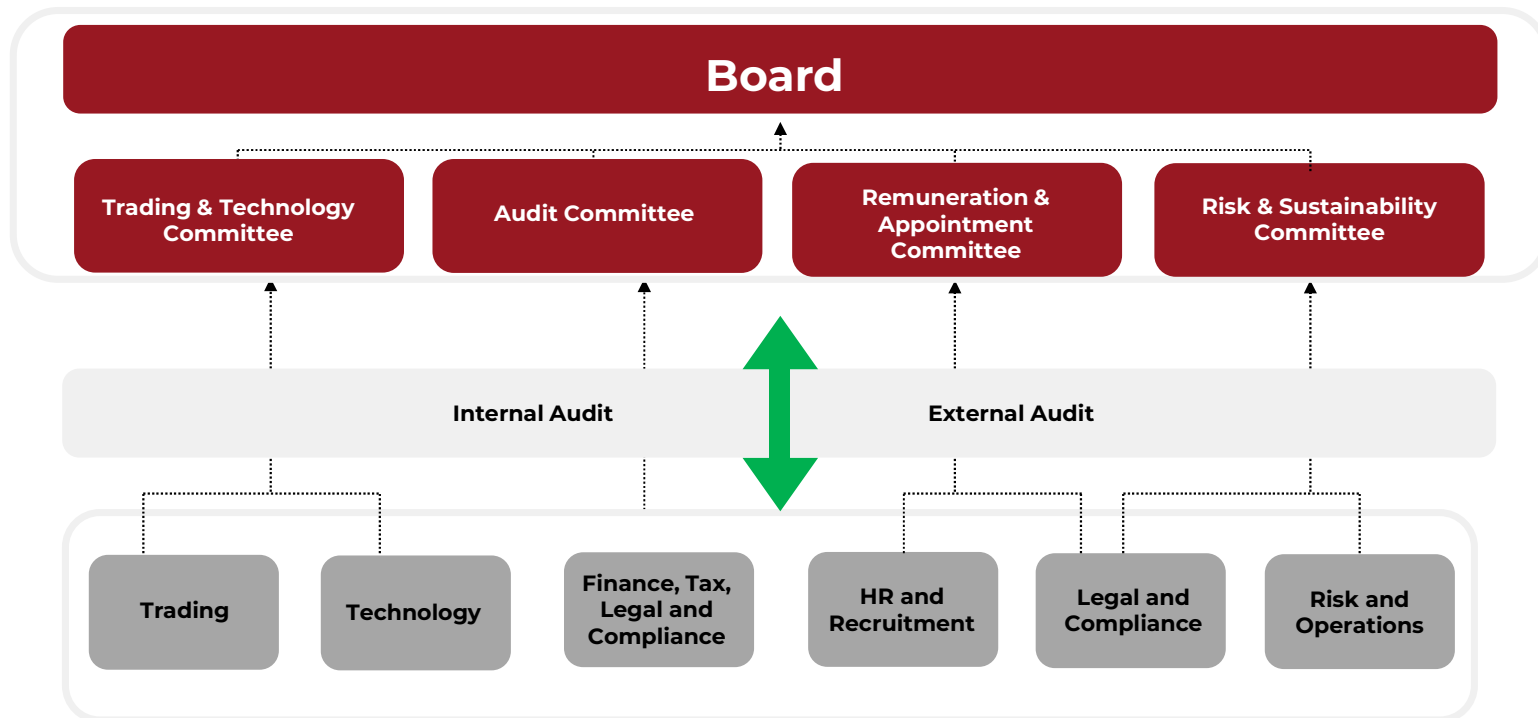 Board
Trading & Technology
Committee
Audit Committee
Remuneration &
Appointment
Committee
Risk & Sustainability
Committee
Internal Audit
External Audit
Trading
Technology
Finance, Tax,
Legal and
Compliance
HR and
Recruitment
Legal and
Compliance
Risk and
Operations